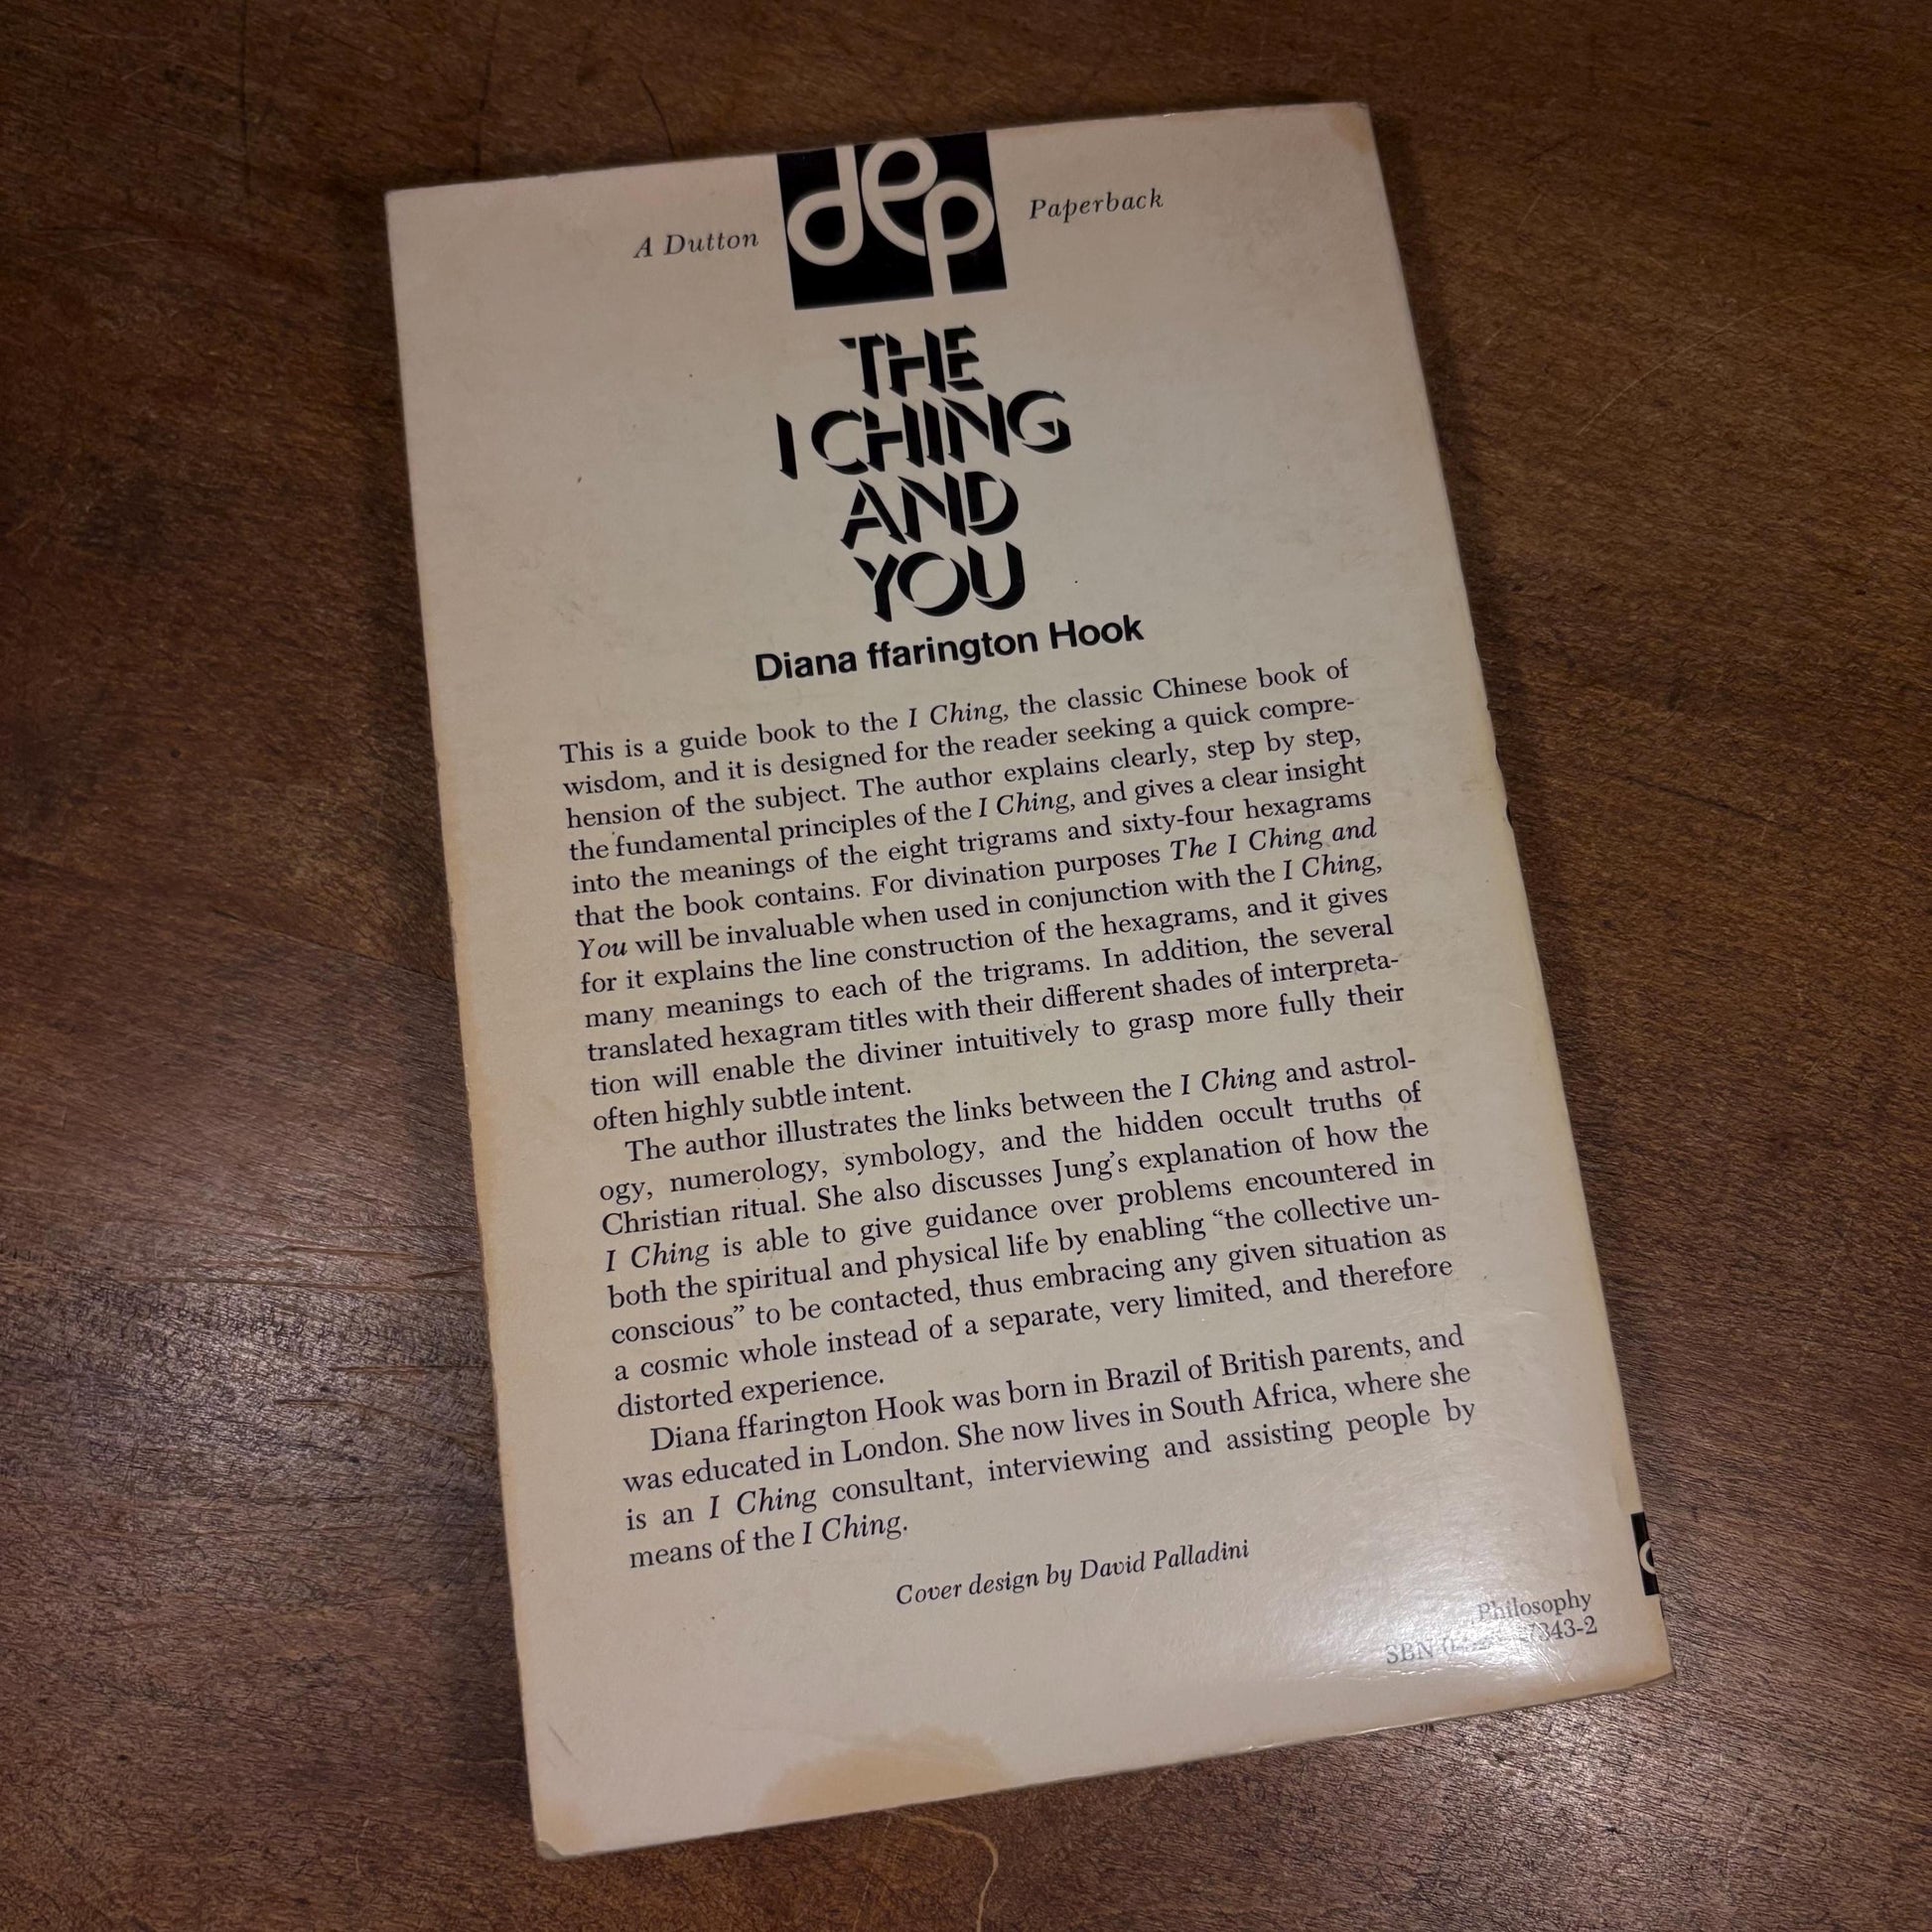 A Dutton dep Paperback
THE
I CHING
AND
YOU
Diana ffarington Hook
This is a guide book to the I Ching, the classic Chinese book of
wisdom, and it is designed for the reader seeking a quick compre-
hension of the subject. The author explains clearly, step by step,
the fundamental principles of the I Ching, and gives a clear insight
into the meanings of the eight trigrams and sixty-four hexagrams
that the book contains. For divination purposes The I Ching and
You will be invaluable when used in conjunction with the I Ching,
for it explains the line construction of the hexagrams, and it gives
many meanings to each of the trigrams. In addition, the several
translated hexagram titles with their different shades of interpreta-
tion will enable the diviner intuitively to grasp more fully their
often highly subtle intent.
The author illustrates the links between the I Ching and astrol-
ogy, numerology, symbology, and the hidden occult truths of
Christian ritual. She also discusses Jung's explanation of how the
I Ching is able to give guidance over problems encountered in
both the spiritual and physical life by enabling “the collective un-
conscious” to be contacted, thus embracing any given situation as
a cosmic whole instead of a separate, very limited, and therefore
distorted experience.
Diana ffarington Hook was born in Brazil of British parents, and
was educated in London. She now lives in South Africa, where she
is an I Ching consultant, interviewing and assisting people by
means of the I Ching.
Cover design by David Palladini
Philosophy
SBN